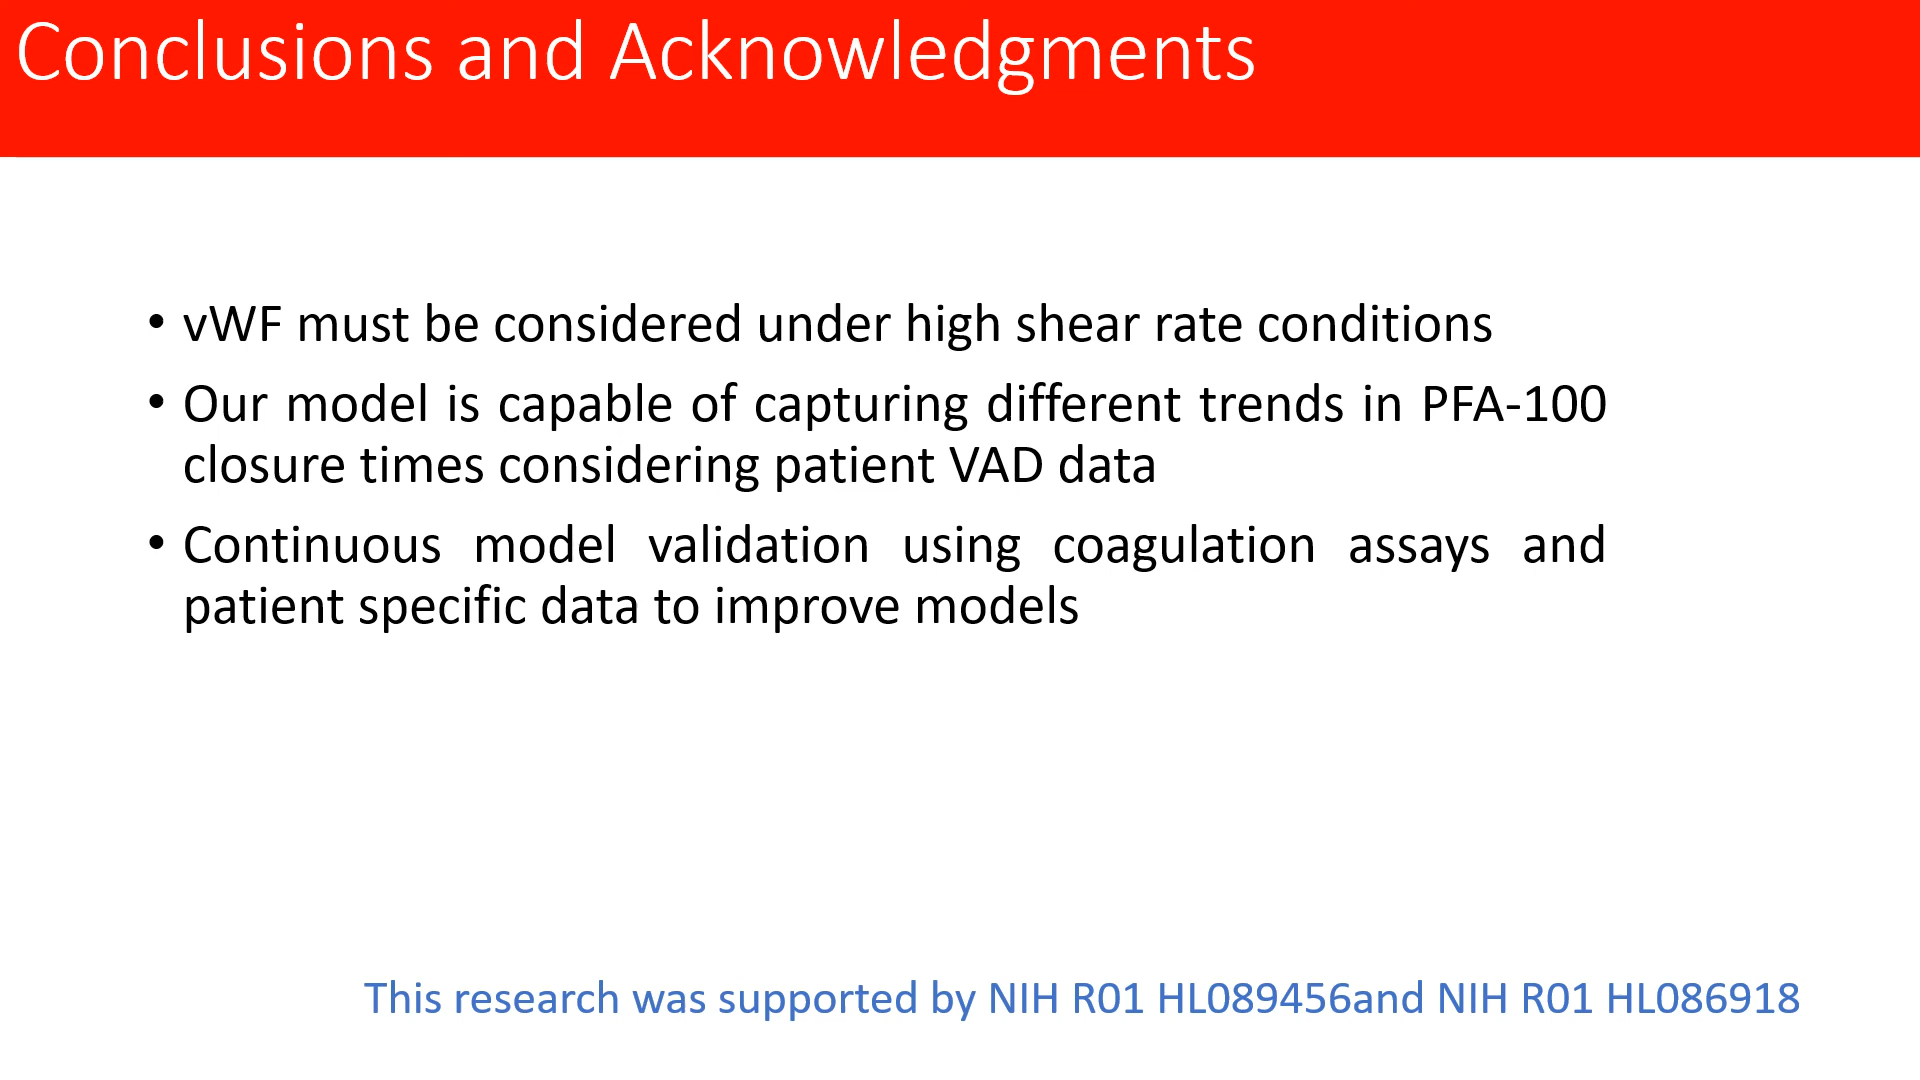 Conclusions and Acknowledgments
• vWF must be considered under high shear rate conditions
• Our model is capable of capturing different trends in PFA-100
closure times considering patient VAD data
• Continuous model validation using coagulation assays and
patient specific data to improve models
This research was supported by NIH R01 HL089456and NIH R01 HL086918